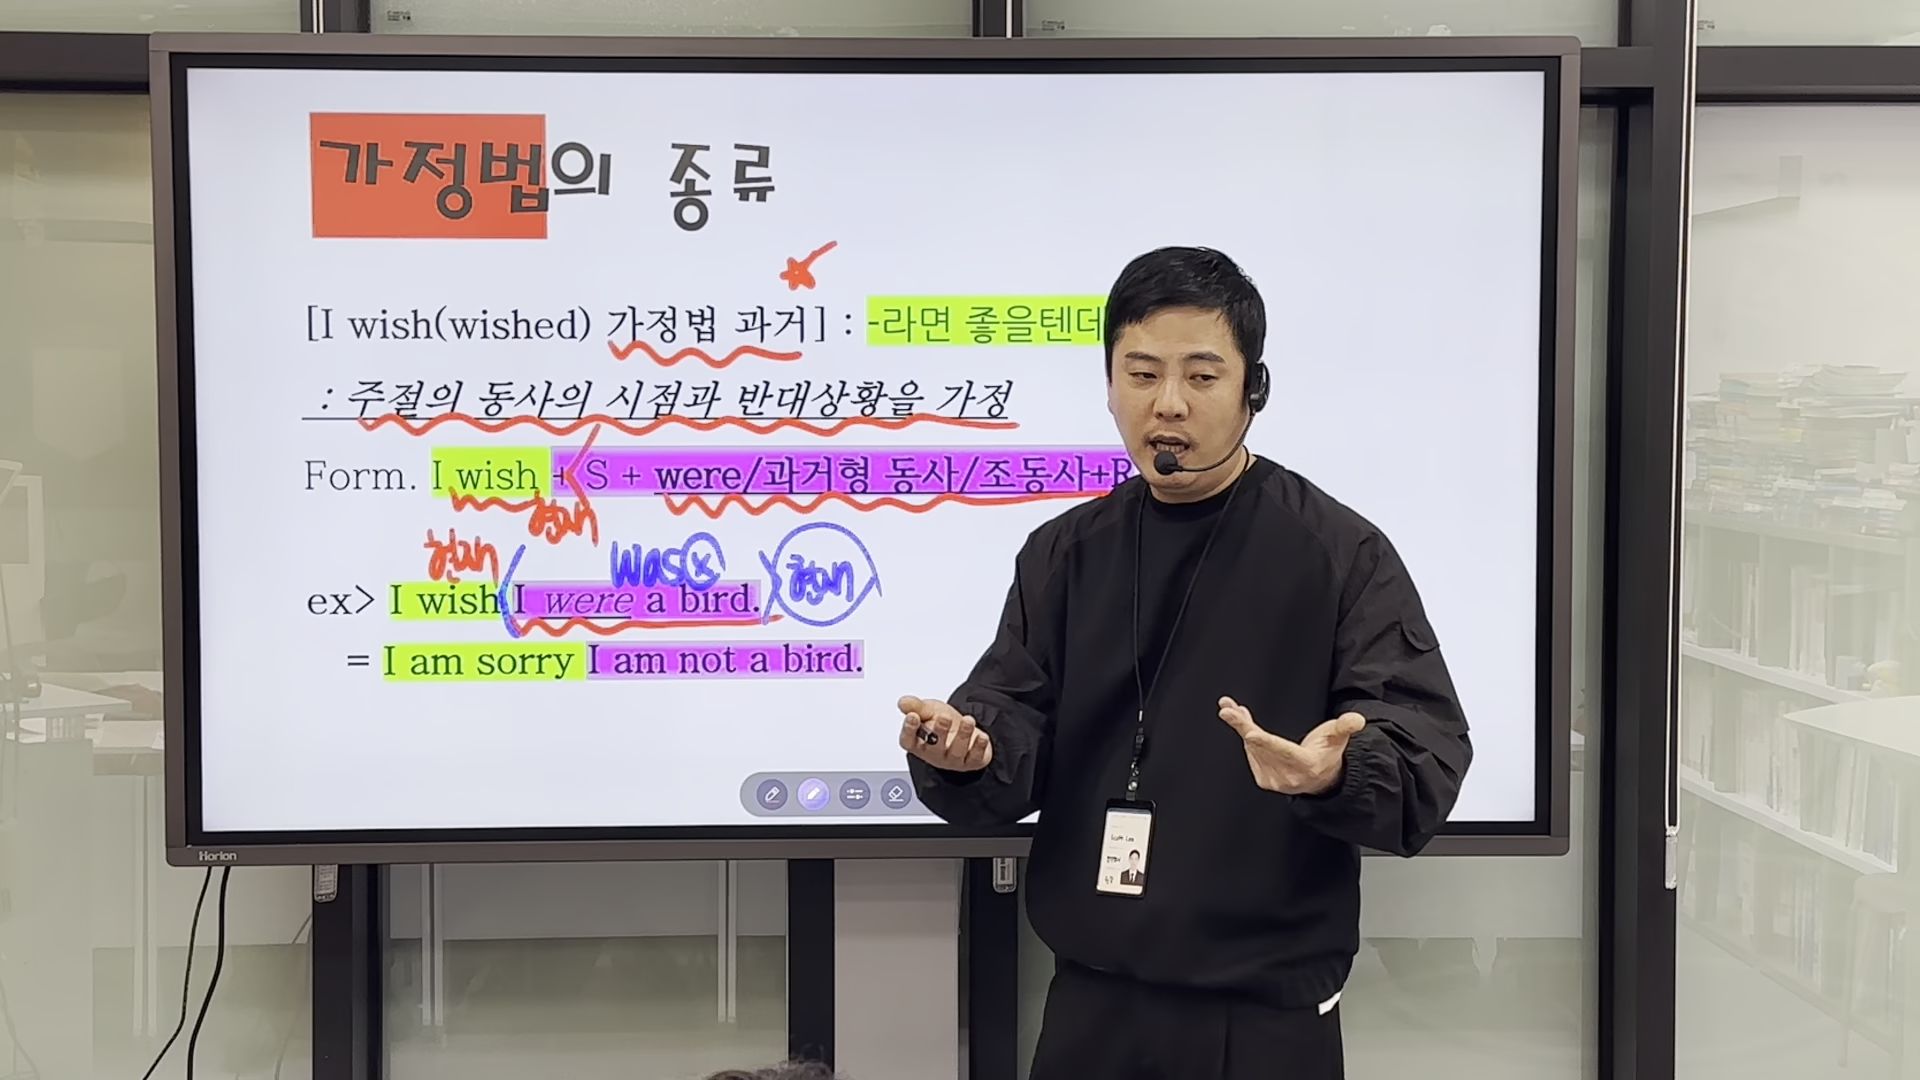 가정법의 종류
[I wish(wished) 가정법 과거] : -라면 좋을텐데
: 주절의 동사의 시점과 반대상황을 가정
Form. I wish + S + were/과거형 동사/조동사+R
현재
현재 was x 현재
ex> I wish I were a bird.
= I am sorry I am not a bird.
Horion